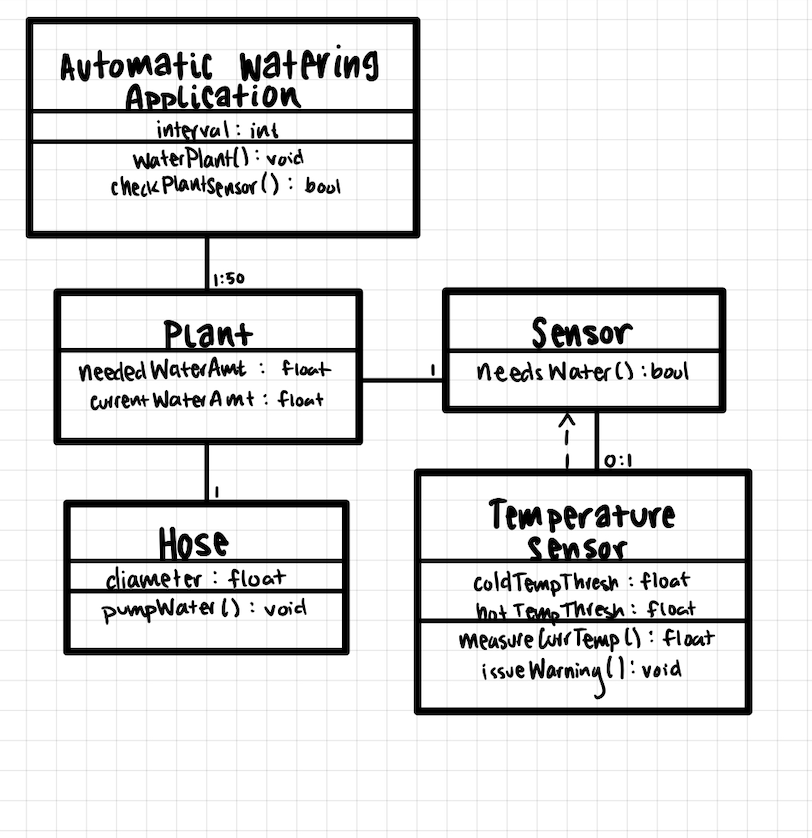 Automatic Watering
Application
interval : int
waterPlant() : void
checkPlantSensor() : bool
1:50
Plant
neededWaterAmt : float
currentWaterAmt : float
1
Sensor
needsWater() : bool
1
Hose
diameter : float
pumpWater() : void
0:1
Temperature
sensor
coldTempThresh : float
hotTempThresh : float
measureCurrTemp() : float
issueWarning() : void